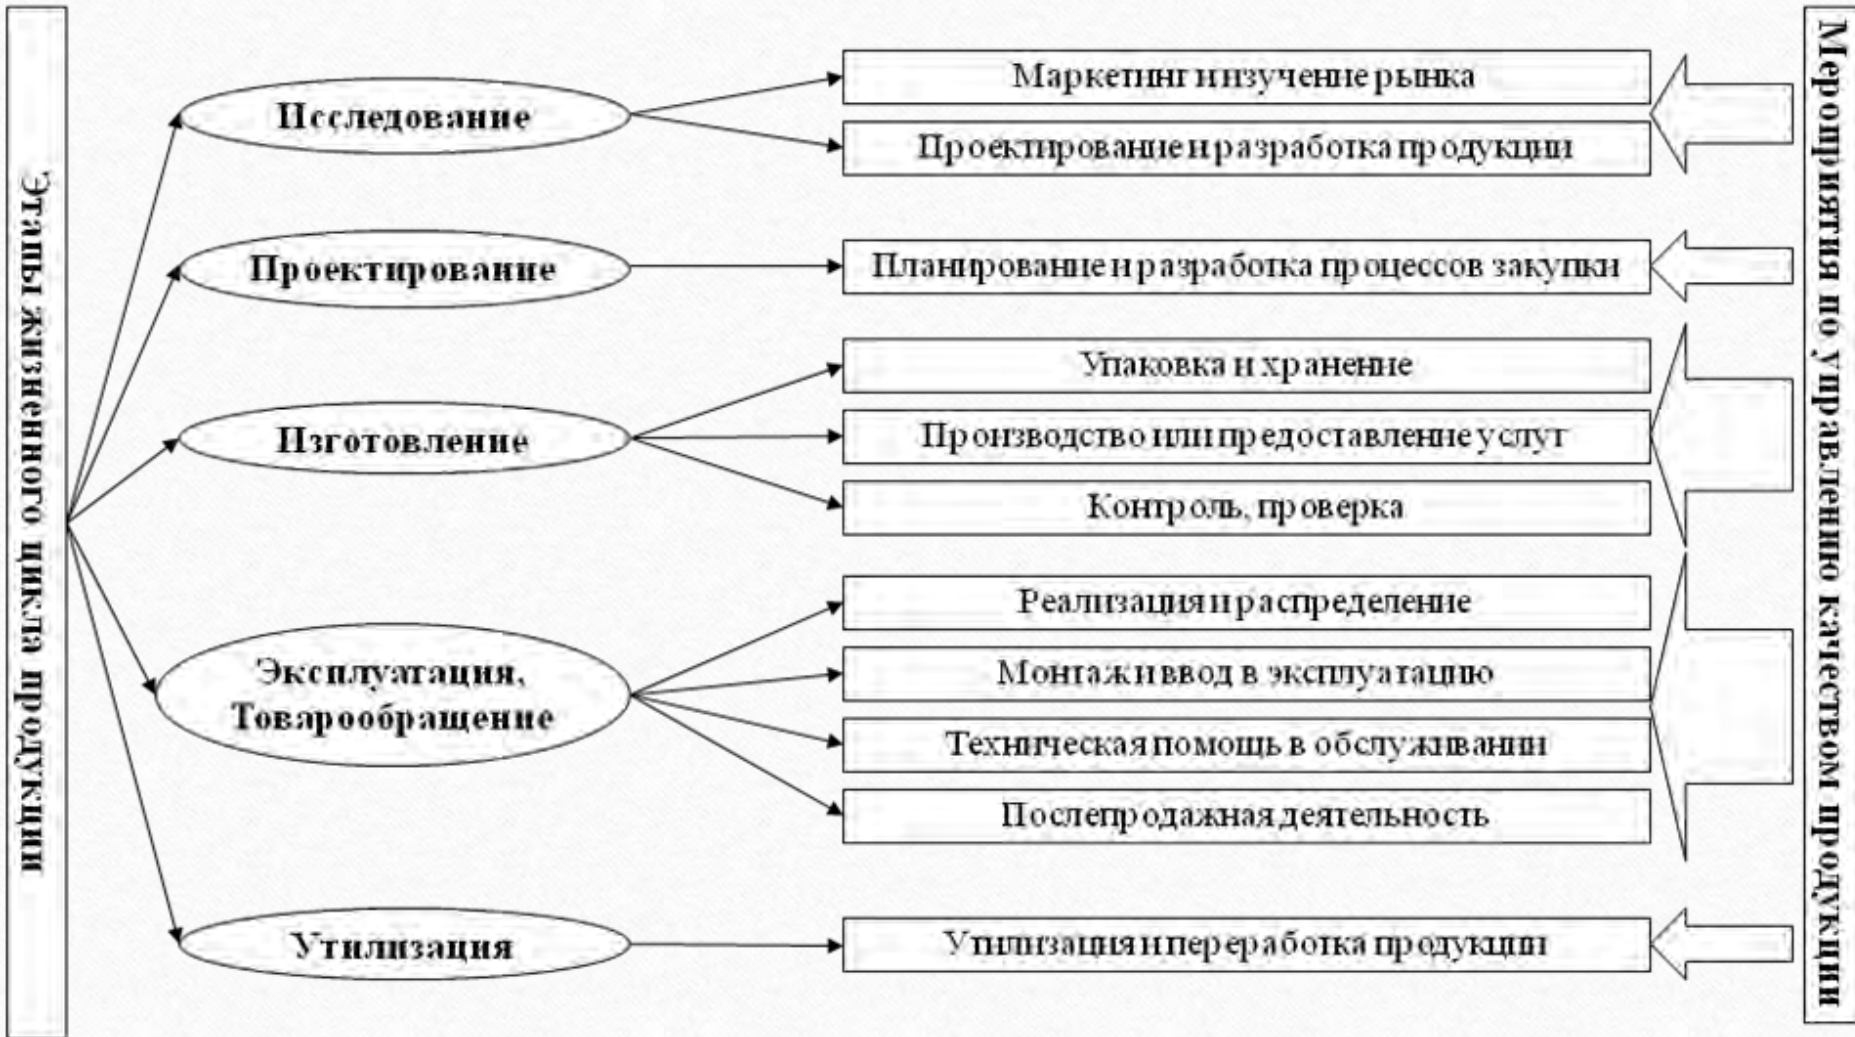 Этапы жизненного цикла продукции
Исследование
Маркетинг и изучение рынка
Проектирование и разработка продукции
Проектирование
Планирование и разработка процессов закупки
Изготовление
Упаковка и хранение
Производство или предоставление услуг
Контроль, проверка
Эксплуатация,
Товарообращение
Реализация и распределение
Монтаж и ввод в эксплуатацию
Техническая помощь в обслуживании
Послепродажная деятельность
Утилизация
Утилизация и переработка продукции
Мероприятия по управлению качеством продукции